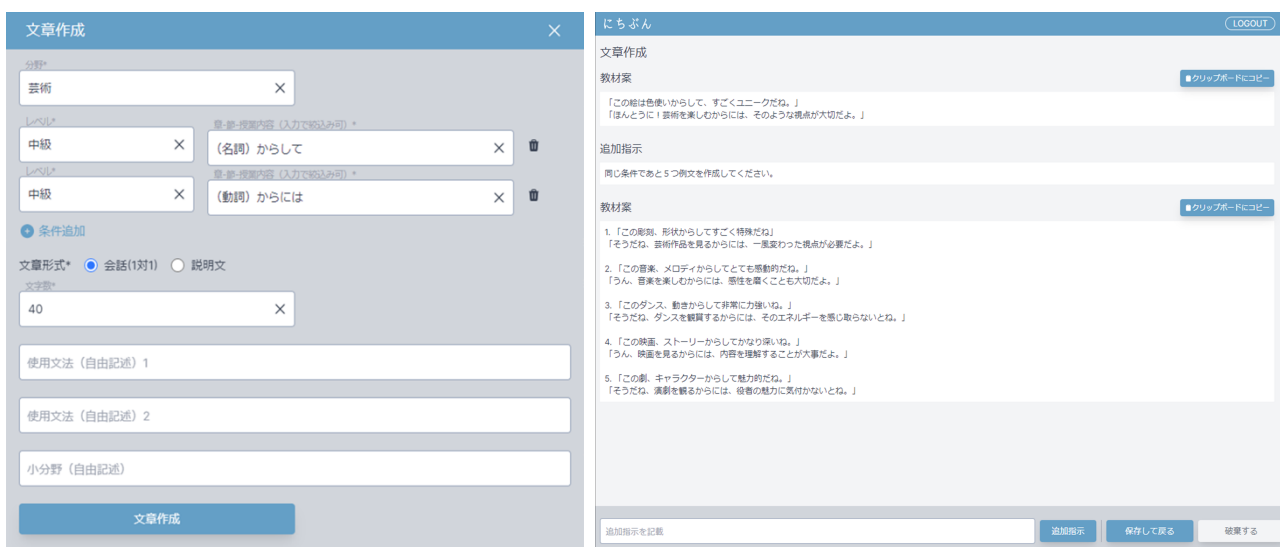 文章作成
分野*
芸術
レベル*
章-節-授業内容（入力で絞込み可）*
中級
（名詞）からして
レベル*
章-節-授業内容（入力で絞込み可）*
中級
（動詞）からには
条件追加
文章形式*
会話(1対1)
説明文
文字数*
40
使用文法（自由記述）1
使用文法（自由記述）2
小分野（自由記述）
文章作成
にちぶん
LOGOUT
文章作成
教材案
クリップボードにコピー
「この絵は色使いからして、すごくユニークだね。」
「ほんとうに！芸術を楽しむからには、そのような視点が大切だよ。」
追加指示
同じ条件であと5つ例文を作成してください。
教材案
クリップボードにコピー
1. 「この彫刻、形状からしてすごく特殊だね」
「そうだね、芸術作品を見るからには、一風変わった視点が必要だよ。」
2. 「この音楽、メロディからしてとても感動的だね。」
「うん、音楽を楽しむからには、感性を磨くことも大切だよ。」
3. 「このダンス、動きからして非常に力強いね。」
「そうだね、ダンスを観賞するからには、そのエネルギーを感じ取らないとね。」
4. 「この映画、ストーリーからしてかなり深いね。」
「うん、映画を見るからには、内容を理解することが大事だよ。」
5. 「この劇、キャラクターからして魅力的だね。」
「そうだね、演劇を観るからには、役者の魅力に気付かないとね。」
追加指示を記載
追加指示
保存して戻る
破棄する